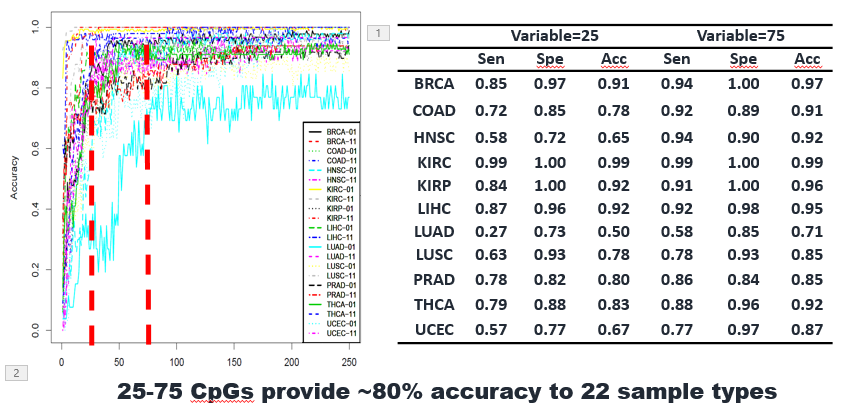 1
Variable=25 Variable=75
Sen Spe Acc Sen Spe Acc
BRCA 0.85 0.97 0.91 0.94 1.00 0.97
COAD 0.72 0.85 0.78 0.92 0.89 0.91
HNSC 0.58 0.72 0.65 0.94 0.90 0.92
KIRC 0.99 1.00 0.99 0.99 1.00 0.99
KIRP 0.84 1.00 0.92 0.91 1.00 0.96
LIHC 0.87 0.96 0.92 0.92 0.98 0.95
LUAD 0.27 0.73 0.50 0.58 0.85 0.71
LUSC 0.63 0.93 0.78 0.78 0.93 0.85
PRAD 0.78 0.82 0.80 0.86 0.84 0.85
THCA 0.79 0.88 0.83 0.88 0.96 0.92
UCEC 0.57 0.77 0.67 0.77 0.97 0.87
Accuracy
1.0
0.8
0.6
0.4
0.2
0.0
0 50 100 150 200 250
BRCA-01
BRCA-11
COAD-01
COAD-11
HNSC-01
HNSC-11
KIRC-01
KIRC-11
KIRP-01
KIRP-11
LIHC-01
LIHC-11
LUAD-01
LUAD-11
LUSC-01
LUSC-11
PRAD-01
PRAD-11
THCA-01
THCA-11
UCEC-01
UCEC-11
2
25-75 CpGs provide ~80% accuracy to 22 sample types